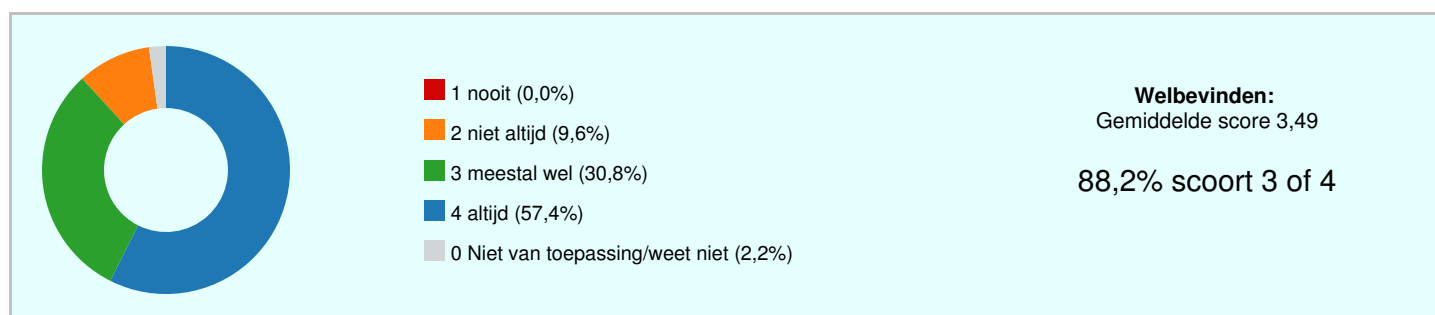 1 nooit (0,0%)
2 niet altijd (9,6%)
3 meestal wel (30,8%)
4 altijd (57,4%)
0 Niet van toepassing/weet niet (2,2%)
Welbevinden:
Gemiddelde score 3,49
88,2% scoort 3 of 4